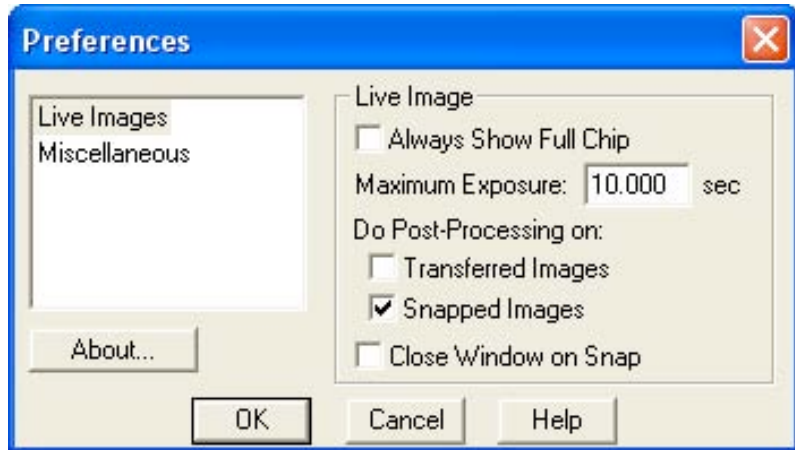 Preferences
Live Images
Miscellaneous
About...
Live Image
Always Show Full Chip
Maximum Exposure: 10.000 sec
Do Post-Processing on:
Transferred Images
Snapped Images
Close Window on Snap
OK Cancel Help